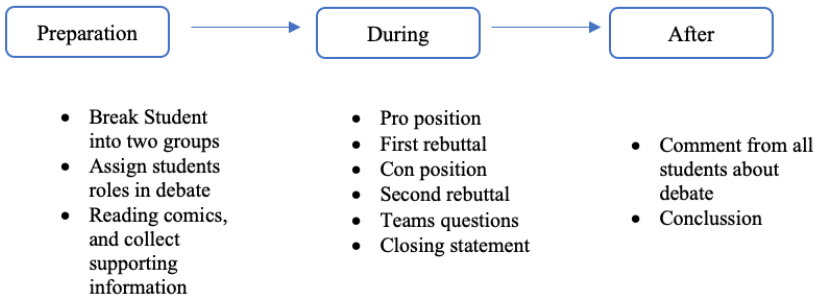 Preparation
During
After
• Break Student
into two groups
• Assign students
roles in debate
• Reading comics,
and collect
supporting
information
• Pro position
• First rebuttal
• Con position
• Second rebuttal
• Teams questions
• Closing statement
• Comment from all
students about
debate
• Conclussion